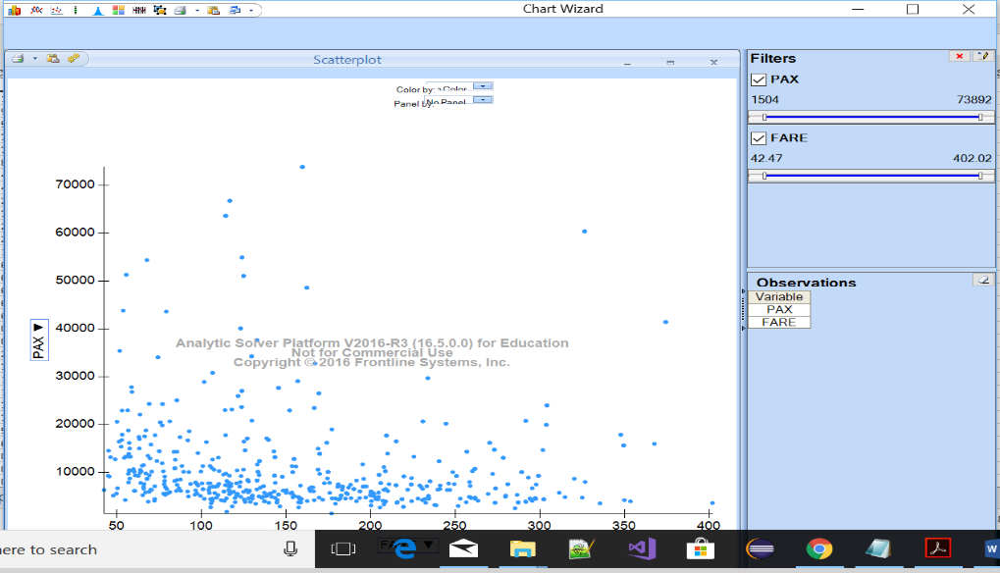 Chart Wizard
Scatterplot
Color by: Color
Panel by: No Panel
70000
60000
50000
40000
30000
20000
10000
PAX ▼
50 100 150 200 250 300 350 400
Analytic Solver Platform V2016-R3 (16.5.0.0) for Education
Not for Commercial Use
Copyright © 2016 Frontline Systems, Inc.
Filters
PAX
1504 73892
FARE
42.47 402.02
Observations
Variable
PAX
FARE
ere to search
W